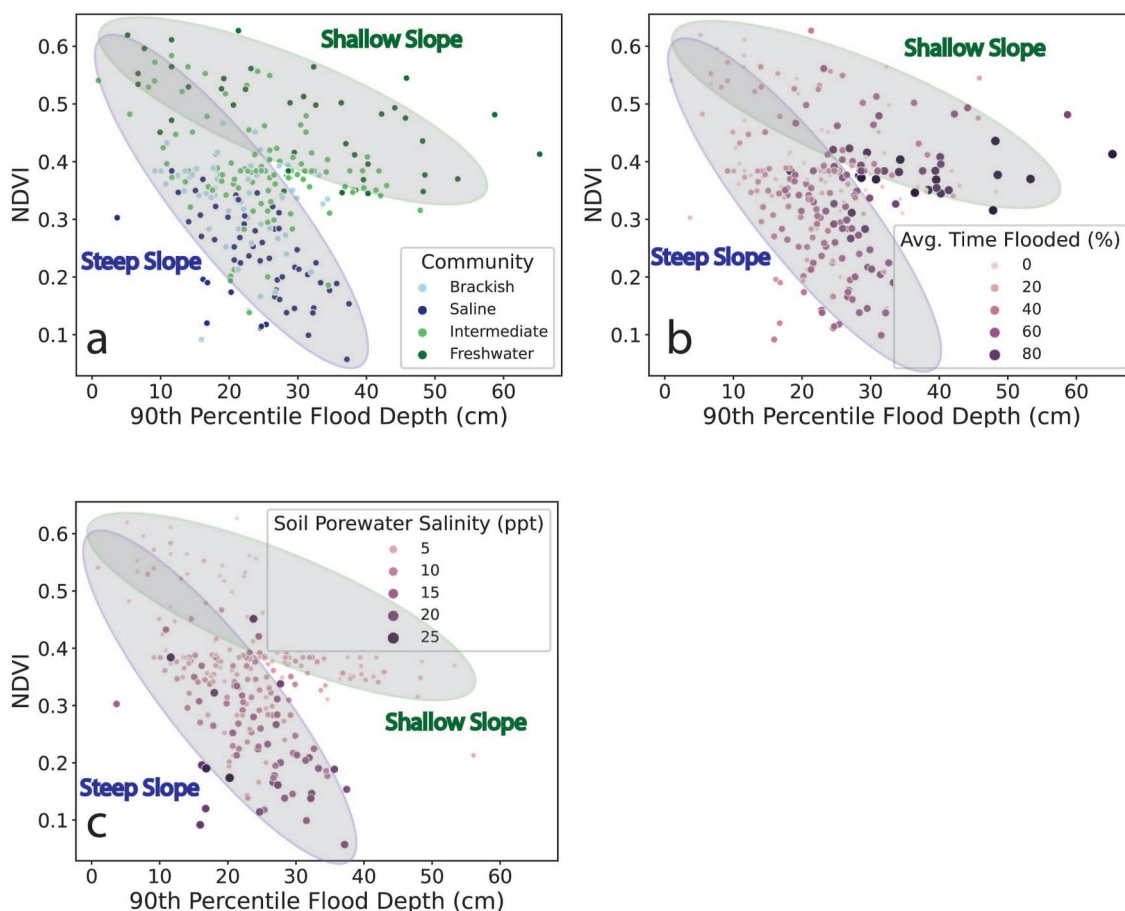 Shallow Slope
Steep Slope
NDVI
0.6
0.5
0.4
0.3
0.2
0.1
a
Community
Brackish
Saline
Intermediate
Freshwater
0 10 20 30 40 50 60
90th Percentile Flood Depth (cm)
Shallow Slope
Steep Slope
NDVI
0.6
0.5
0.4
0.3
0.2
0.1
b
Avg. Time Flooded (%)
0
20
40
60
80
0 10 20 30 40 50 60
90th Percentile Flood Depth (cm)
Soil Porewater Salinity (ppt)
5
10
15
20
25
NDVI
0.6
0.5
0.4
0.3
0.2
0.1
Shallow Slope
Steep Slope
c
0 10 20 30 40 50 60
90th Percentile Flood Depth (cm)